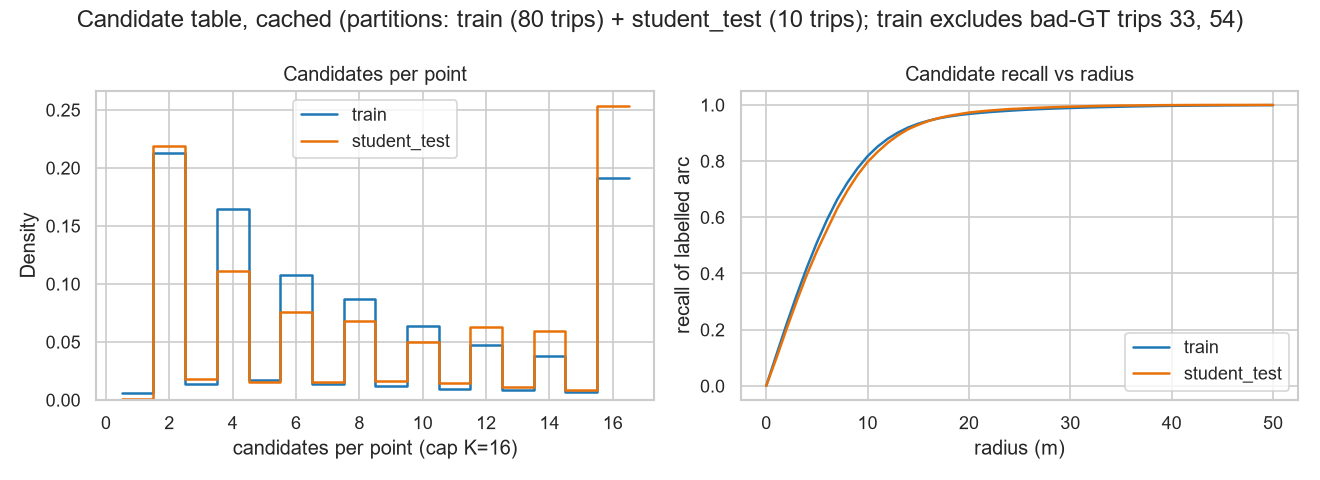 Candidate table, cached (partitions: train (80 trips) + student_test (10 trips); train excludes bad-GT trips 33, 54)
Candidates per point
Density
0.25
0.20
0.15
0.10
0.05
0.00
train
student_test
0 2 4 6 8 10 12 14 16
candidates per point (cap K=16)
Candidate recall vs radius
recall of labelled arc
1.0
0.8
0.6
0.4
0.2
0.0
train
student_test
0 10 20 30 40 50
radius (m)